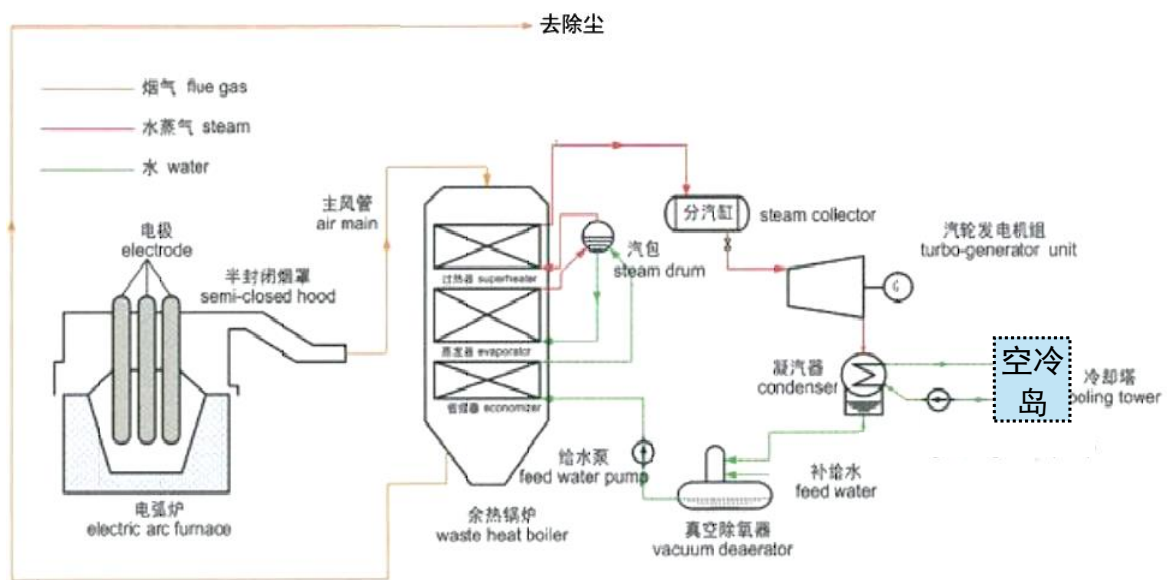 去除尘
烟气 flue gas
水蒸气 steam
水 water
主风管
air main
电极
electrode
半封闭烟罩
semi-closed hood
分汽缸
steam collector
汽轮发电机组
turbo-generator unit
汽包
steam drum
过热器 superheater
G
蒸发器 evaporator
凝汽器
condenser
空冷
岛
冷却塔
ooling tower
省煤器 economizer
给水泵
feed water pump
补给水
feed water
电弧炉
electric arc furnace
余热锅炉
waste heat boiler
真空除氧器
vacuum deaerator